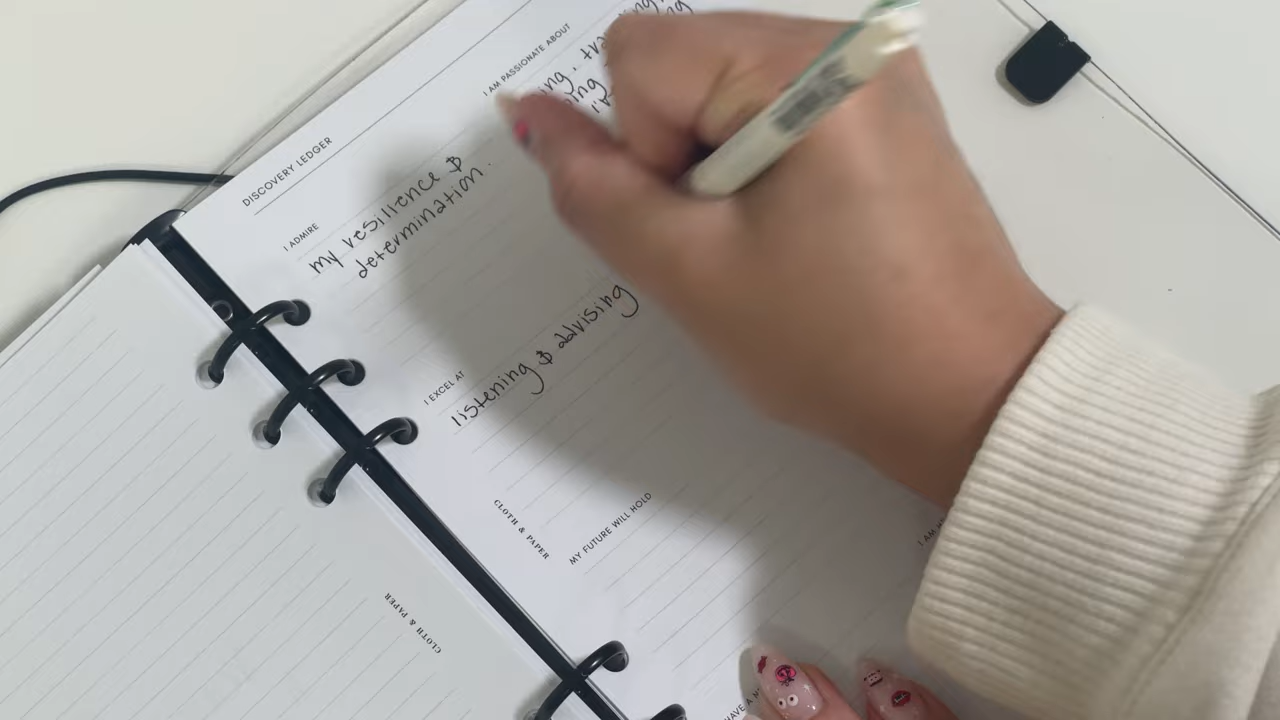 DISCOVERY LEDGER
I ADMIRE
my resilience &
determination.
I AM PASSIONATE ABOUT
I EXCEL AT
listening & advising
MY FUTURE WILL HOLD
CLOTH & PAPER
CLOTH & PAPER